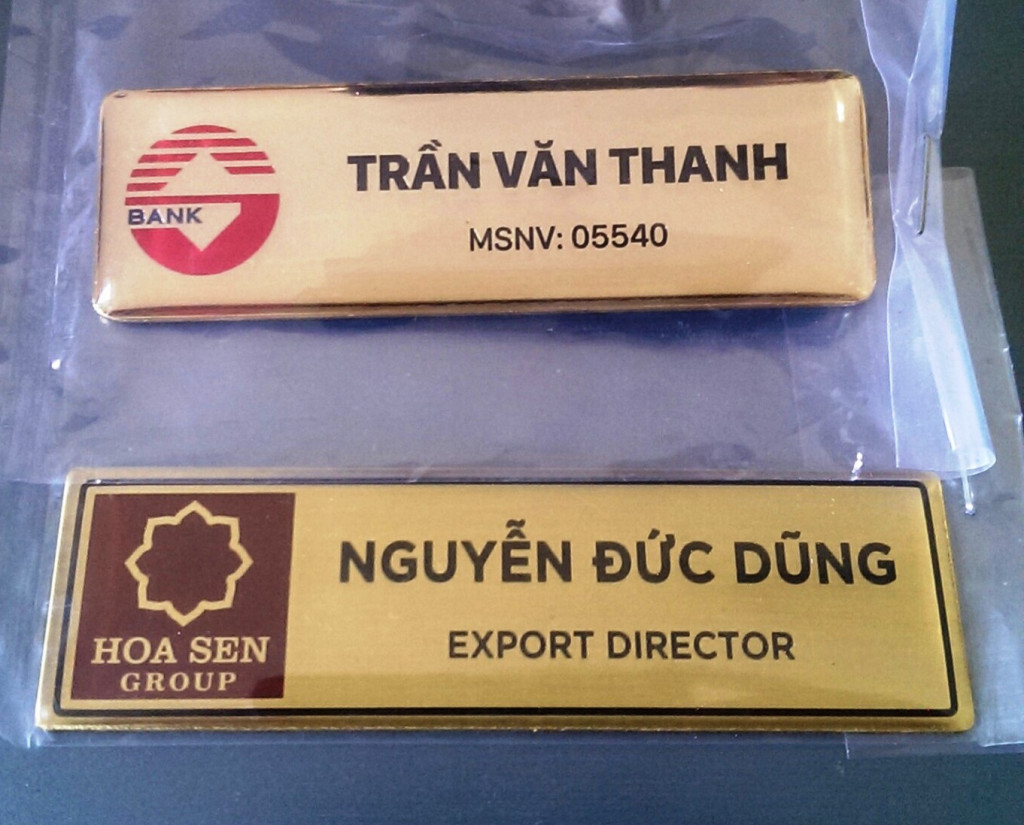 BANK
TRẦN VĂN THANH
MSNV: 05540
HOA SEN
GROUP
NGUYỄN ĐỨC DŨNG
EXPORT DIRECTOR